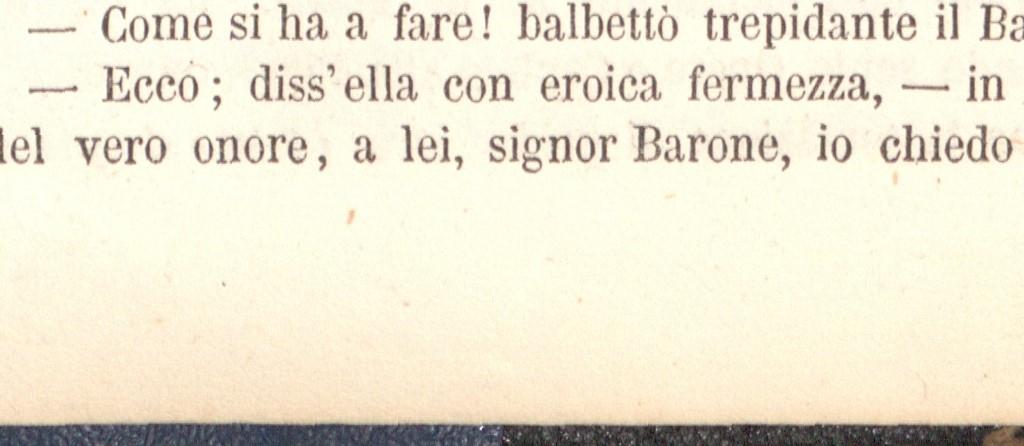 — Come si ha a fare! balbettò trepidante il Ba
— Ecco; diss'ella con eroica fermezza, — in
del vero onore, a lei, signor Barone, io chiedo